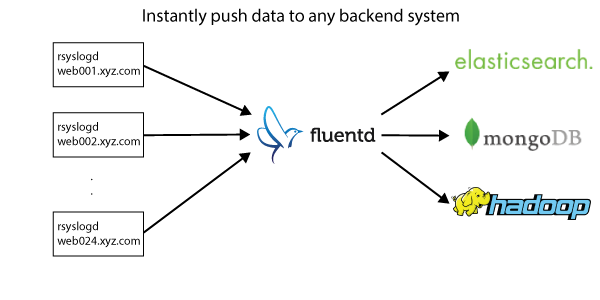 Instantly push data to any backend system
rsyslogd
web001.xyz.com
rsyslogd
web002.xyz.com
.
.
rsyslogd
web024.xyz.com
fluentd
elasticsearch.
mongoDB
hadoop